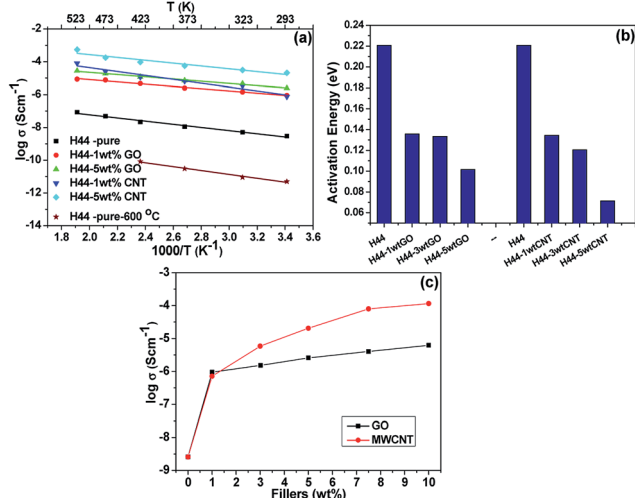 T (K)
523 473 423 373 323 293
(a)
-2
-4
-6
-8
-10
-12
-14
log σ (Scm⁻¹)
H44 -pure
H44-1wt% GO
H44-5wt% GO
H44-1wt% CNT
H44-5wt% CNT
H44 -pure-600 ºC
1.6 1.8 2.0 2.2 2.4 2.6 2.8 3.0 3.2 3.4 3.6
1000/T (K⁻¹)
(b)
0.24
0.22
0.20
0.18
0.16
0.14
0.12
0.10
0.08
0.06
Activation Energy (eV)
H44 H44-1wtGO H44-3wtGO H44-5wtGO -- H44 H44-1wtCNT H44-3wtCNT H44-5wtCNT
(c)
-3
-4
-5
-6
-7
-8
-9
log σ (Scm⁻¹)
GO
MWCNT
0 1 2 3 4 5 6 7 8 9 10
Fillers (wt%)